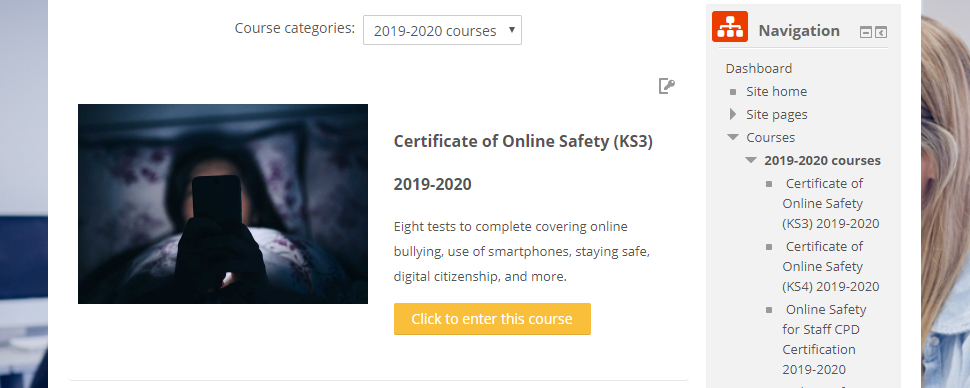 Course categories: 2019-2020 courses
Certificate of Online Safety (KS3)
2019-2020
Eight tests to complete covering online
bullying, use of smartphones, staying safe,
digital citizenship, and more.
Click to enter this course
Navigation
Dashboard
Site home
Site pages
Courses
2019-2020 courses
Certificate of
Online Safety
(KS3) 2019-2020
Certificate of
Online Safety
(KS4) 2019-2020
Online Safety
for Staff CPD
Certification
2019-2020